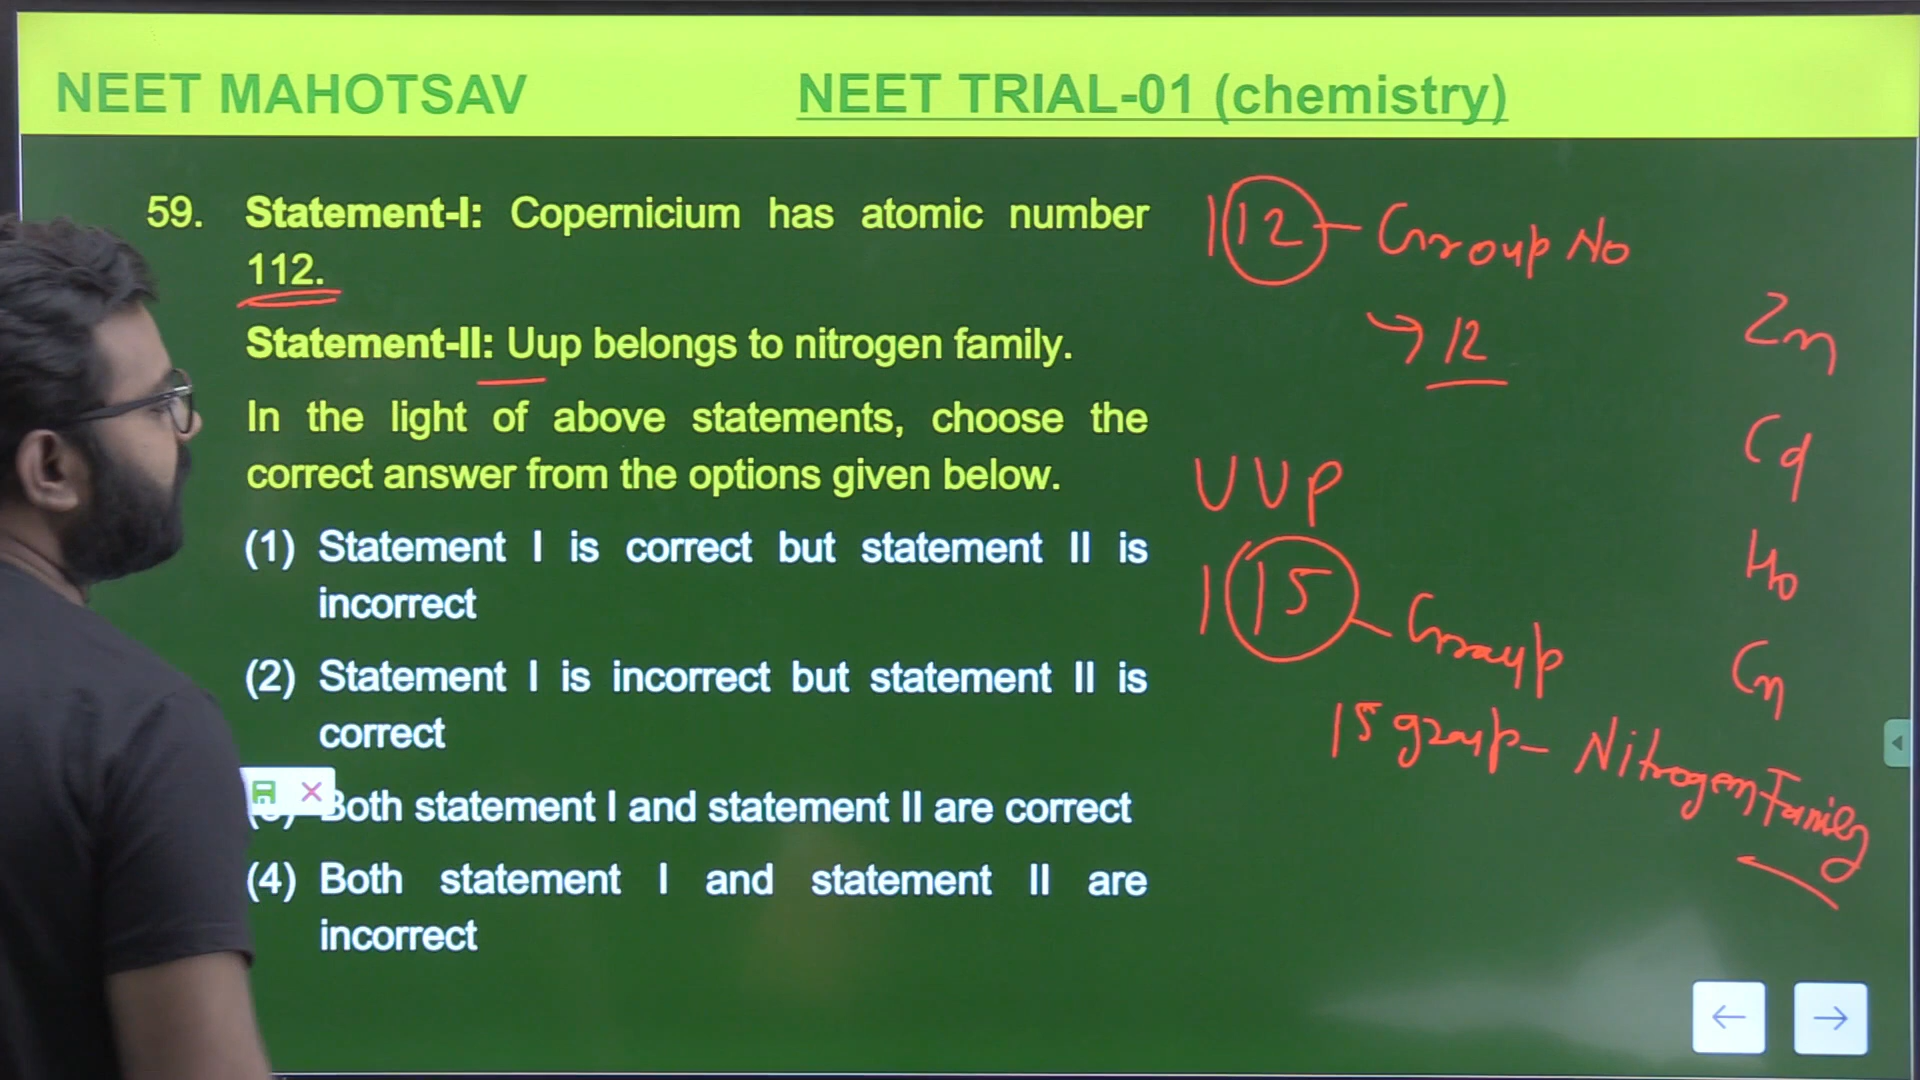 NEET MAHOTSAV NEET TRIAL-01 (chemistry)
59. Statement-I: Copernicium has atomic number
112.
Statement-II: Uup belongs to nitrogen family.
In the light of above statements, choose the
correct answer from the options given below.
(1) Statement I is correct but statement II is
incorrect
(2) Statement I is incorrect but statement II is
correct
(3) Both statement I and statement II are correct
(4) Both statement I and statement II are
incorrect
112 - Group No
→ 12
Zn
Cd
Hg
Cn
UUP
115 - Group
15 group - Nitrogen Family